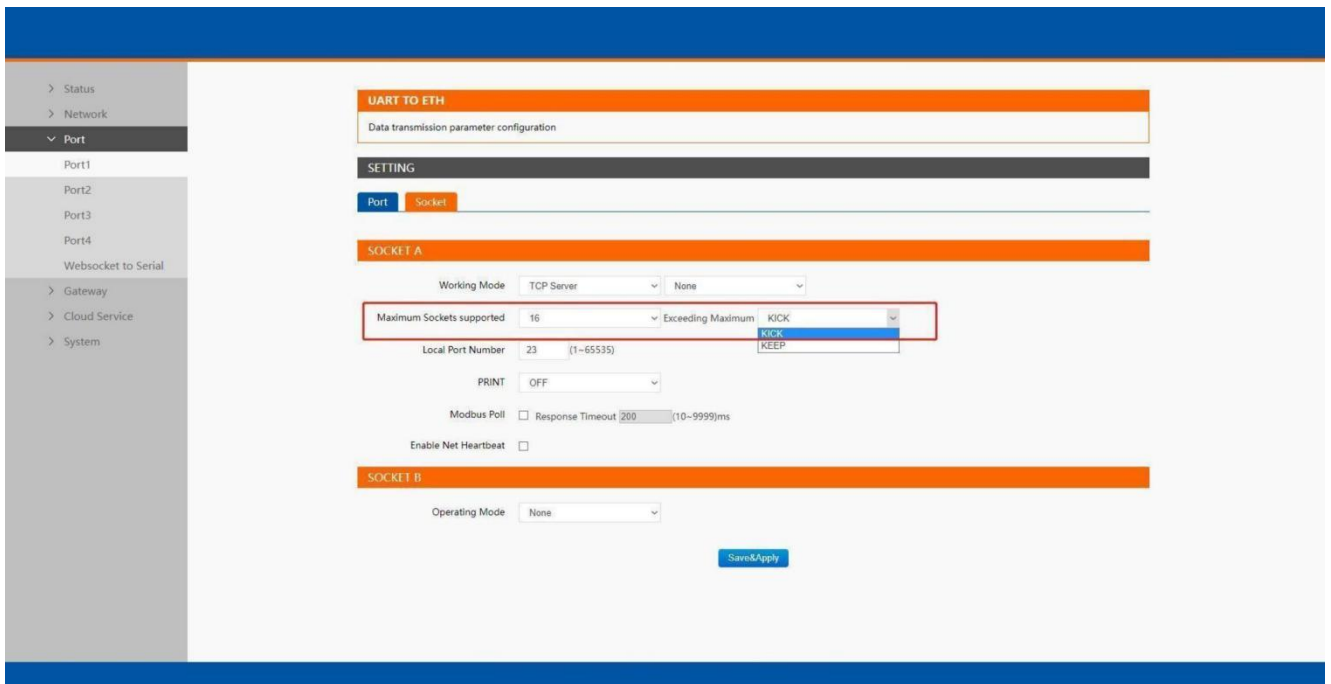 Status
Network
Port
Port1
Port2
Port3
Port4
Websocket to Serial
Gateway
Cloud Service
System
UART TO ETH
Data transmission parameter configuration
SETTING
Port Socket
SOCKET A
Working Mode TCP Server None
Maximum Sockets supported 16 Exceeding Maximum KICK
KICK
KEEP
Local Port Number 23 (1~65535)
PRINT OFF
Modbus Poll Response Timeout 200 (10~9999)ms
Enable Net Heartbeat
SOCKET B
Operating Mode None
Save&Apply